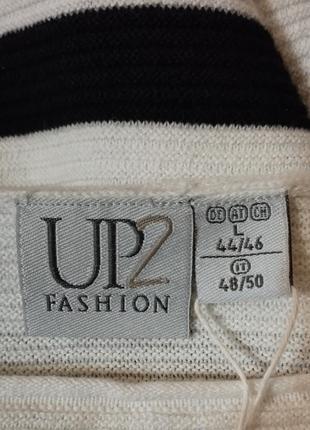 UP2
FASHION
DE AT CH
L
44/46
IT
48/50